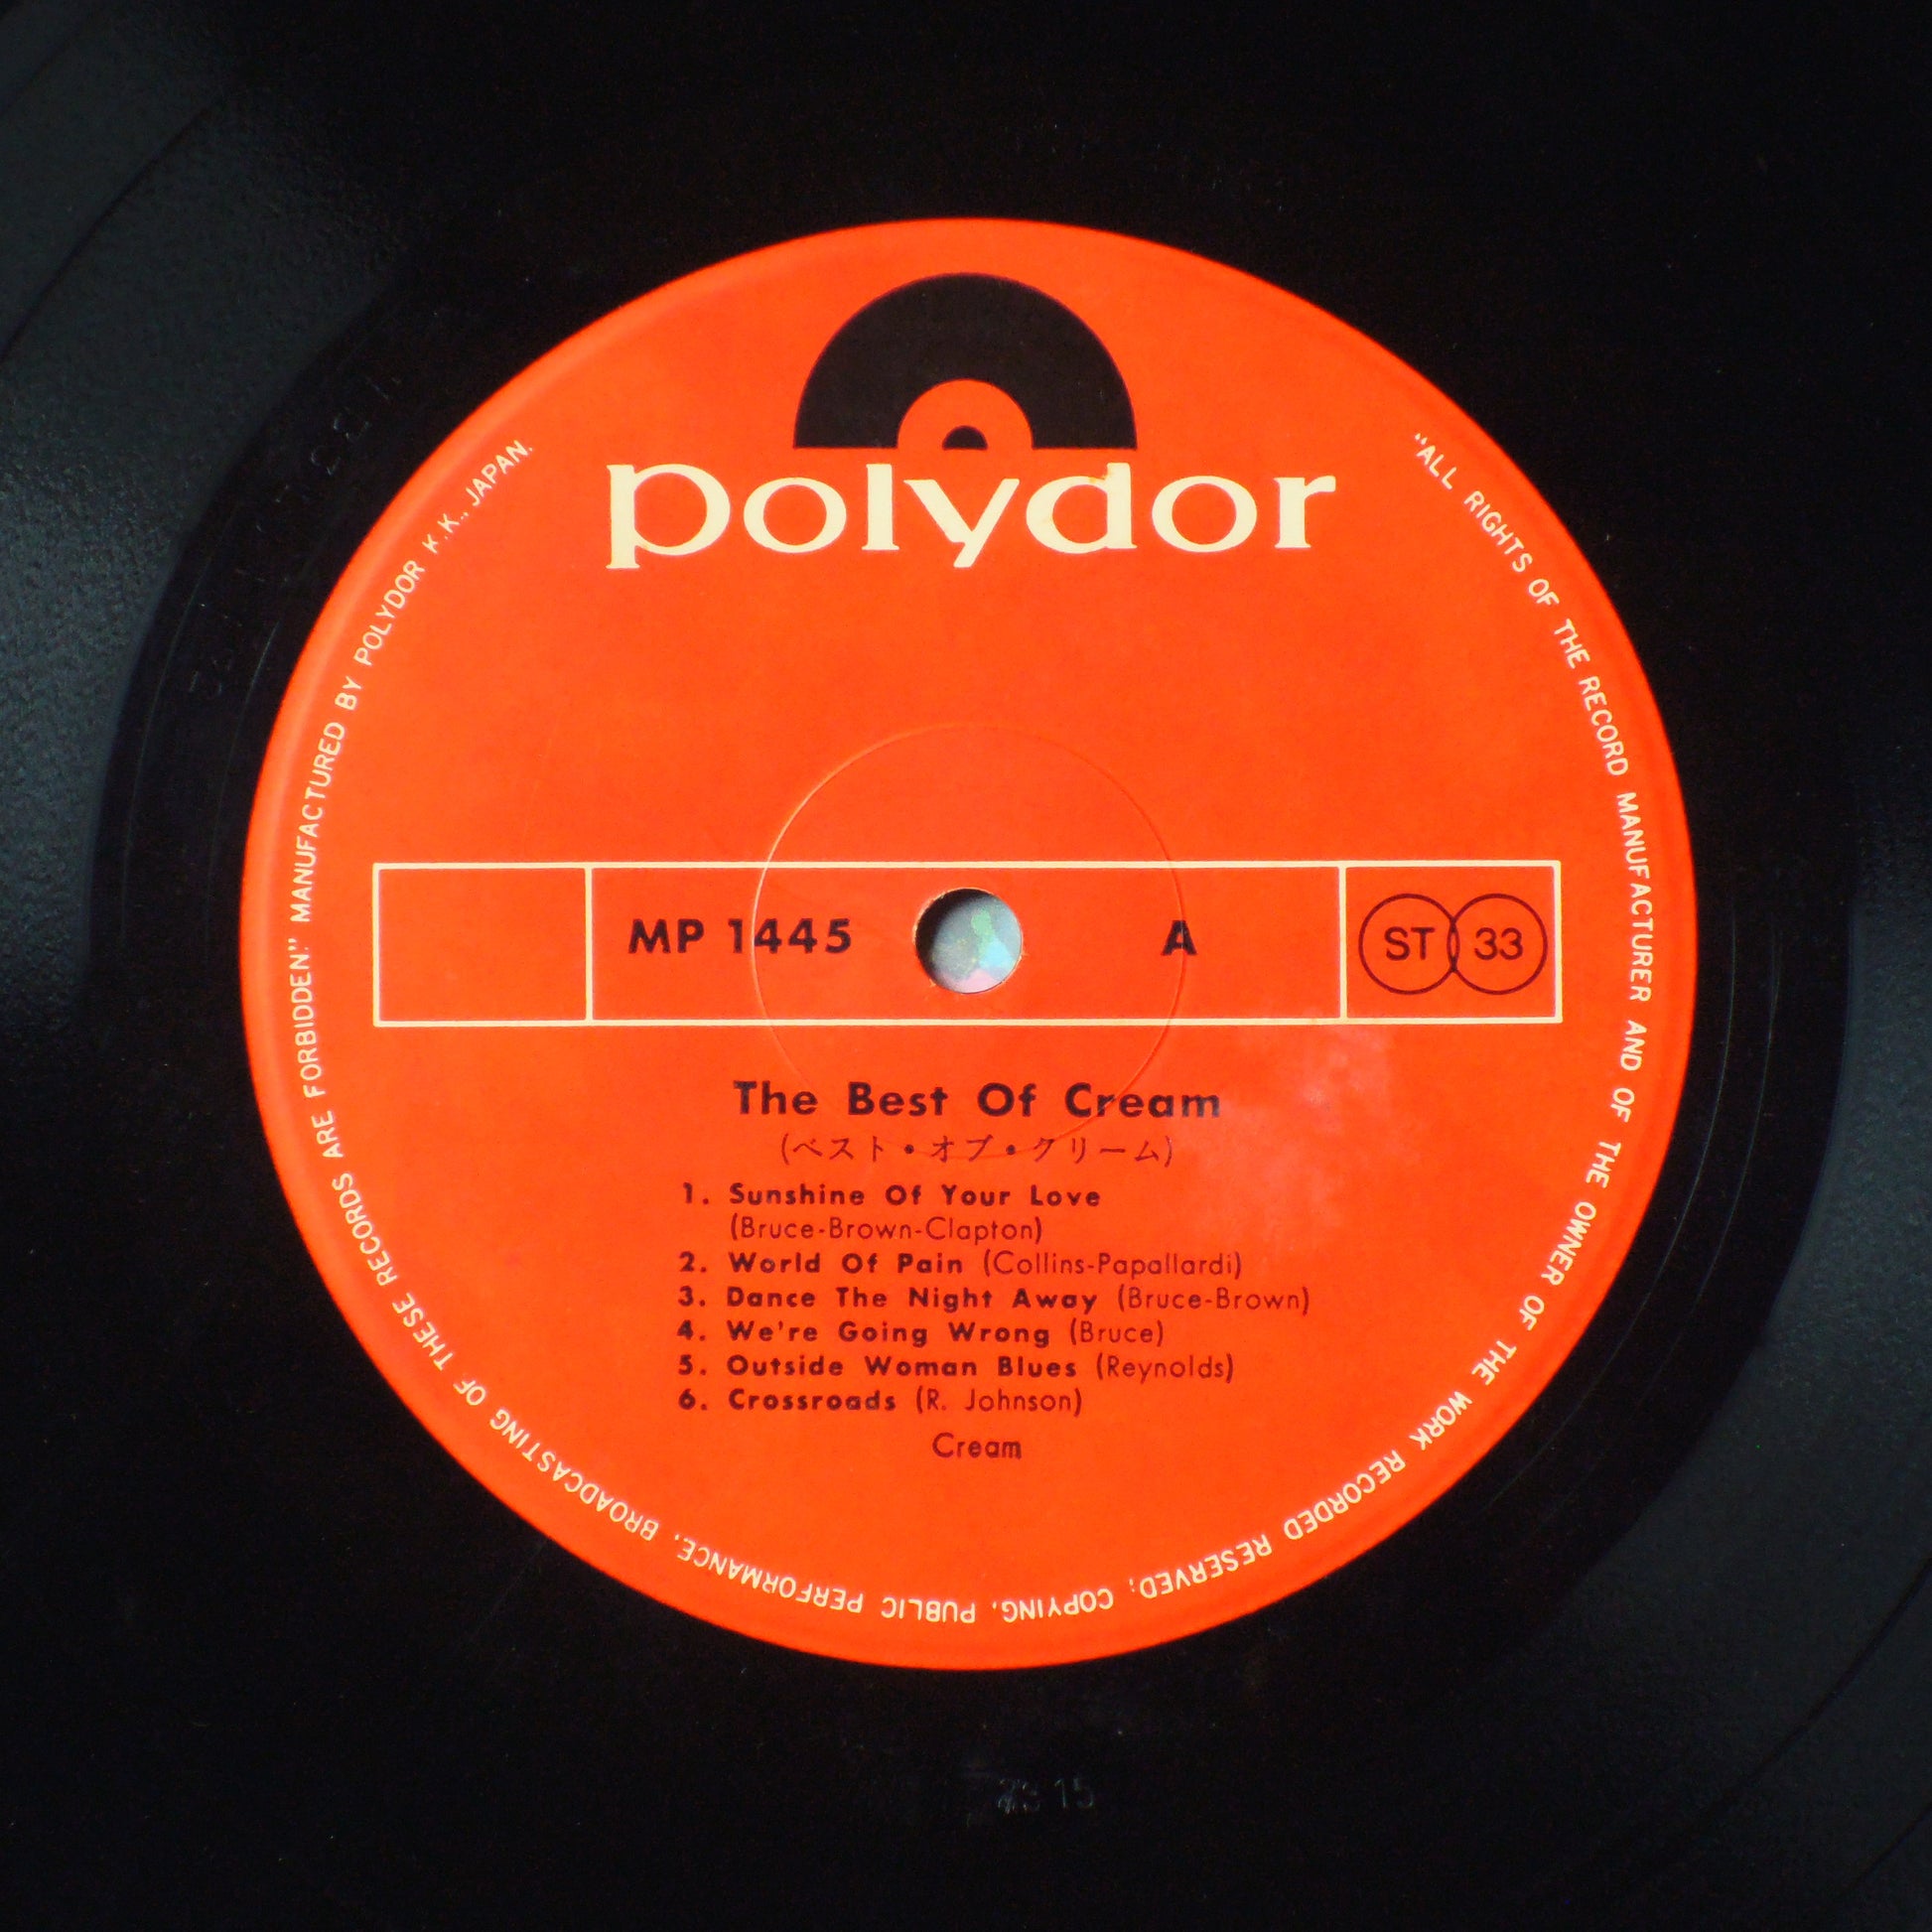 polydor
"ALL RIGHTS OF THE RECORD MANUFACTURER AND OF THE OWNER OF THE WORK RECORDED RESERVED; COPYING, PUBLIC PERFORMANCE, BROADCASTING OF THESE RECORDS ARE FORBIDDEN." MANUFACTURED BY POLYDOR K.K., JAPAN.
MP 1445 A ST 33
The Best Of Cream
(ベスト・オブ・クリーム)
1. Sunshine Of Your Love
(Bruce-Brown-Clapton)
2. World Of Pain (Collins-Papallardi)
3. Dance The Night Away (Bruce-Brown)
4. We're Going Wrong (Bruce)
5. Outside Woman Blues (Reynolds)
6. Crossroads (R. Johnson)
Cream
15